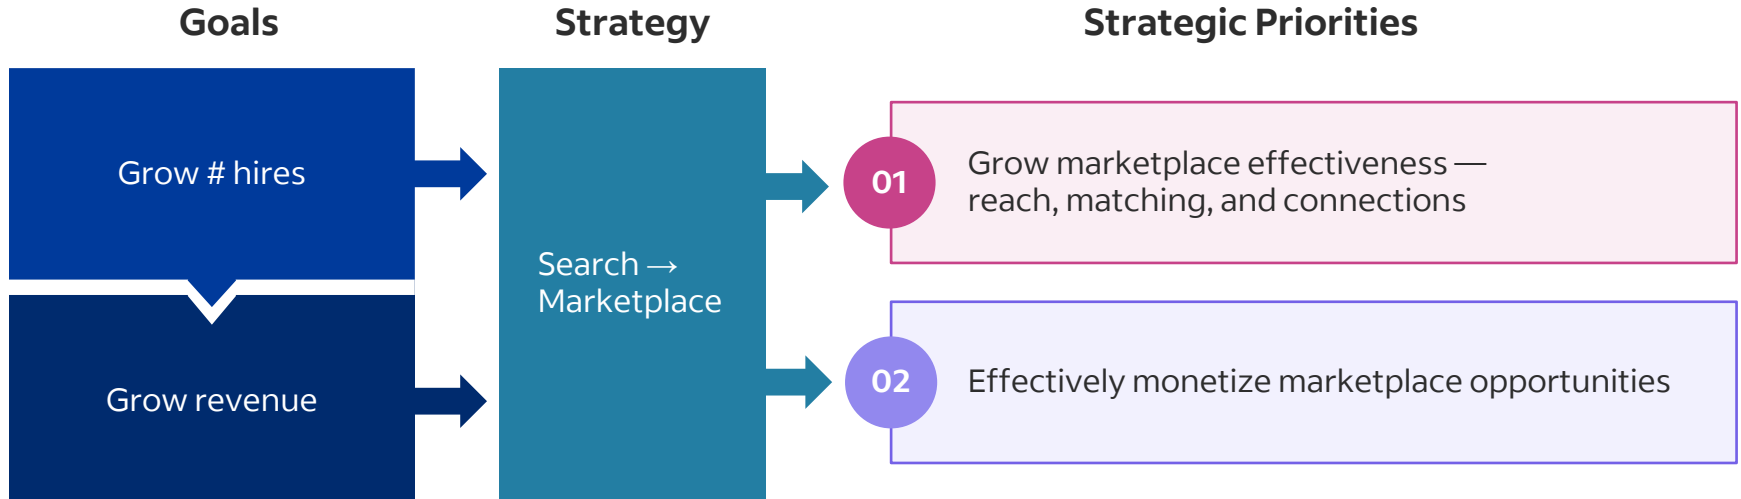 Goals
Strategy
Strategic Priorities
Grow # hires
Grow revenue
Search →
Marketplace
01
Grow marketplace effectiveness —
reach, matching, and connections
02
Effectively monetize marketplace opportunities